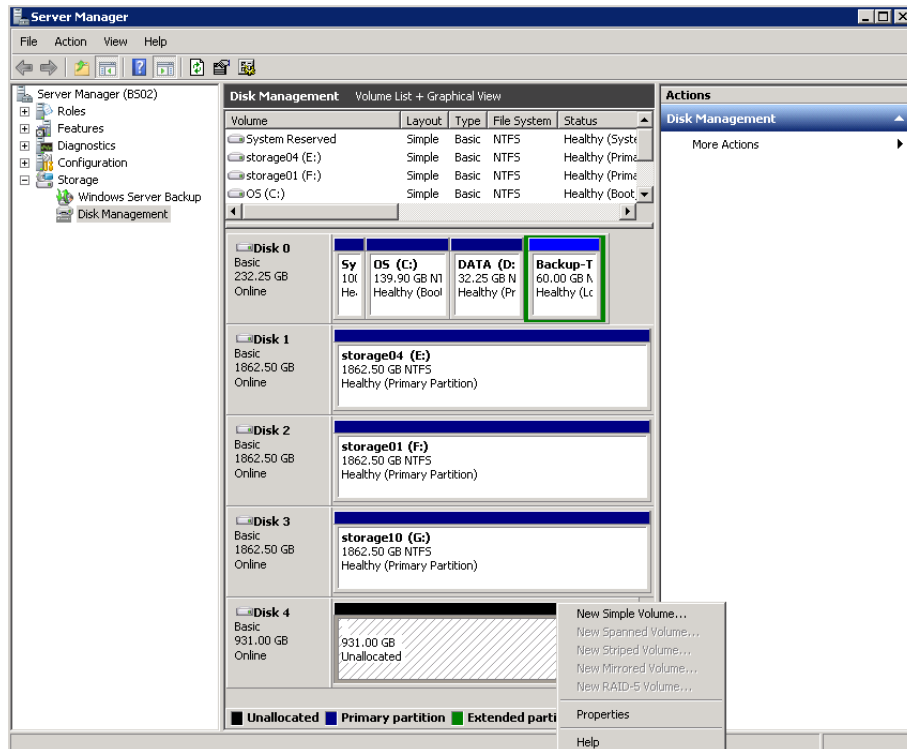 Server Manager
File Action View Help
Server Manager (BS02)
Roles
Features
Diagnostics
Configuration
Storage
Windows Server Backup
Disk Management
Disk Management Volume List + Graphical View
Volume Layout Type File System Status
System Reserved Simple Basic NTFS Healthy (Syste
storage04 (E:) Simple Basic NTFS Healthy (Prima
storage01 (F:) Simple Basic NTFS Healthy (Prima
OS (C:) Simple Basic NTFS Healthy (Boot,
Disk 0
Basic
232.25 GB
Online
Sy
100
He
OS (C:)
139.90 GB NT
Healthy (Boot
DATA (D:
32.25 GB N
Healthy (Pr
Backup-T
60.00 GB N
Healthy (Lo
Disk 1
Basic
1862.50 GB
Online
storage04 (E:)
1862.50 GB NTFS
Healthy (Primary Partition)
Disk 2
Basic
1862.50 GB
Online
storage01 (F:)
1862.50 GB NTFS
Healthy (Primary Partition)
Disk 3
Basic
1862.50 GB
Online
storage10 (G:)
1862.50 GB NTFS
Healthy (Primary Partition)
Disk 4
Basic
931.00 GB
Online
931.00 GB
Unallocated
Unallocated Primary partition Extended parti
New Simple Volume...
New Spanned Volume...
New Striped Volume...
New Mirrored Volume...
New RAID-5 Volume...
Properties
Help
Actions
Disk Management
More Actions